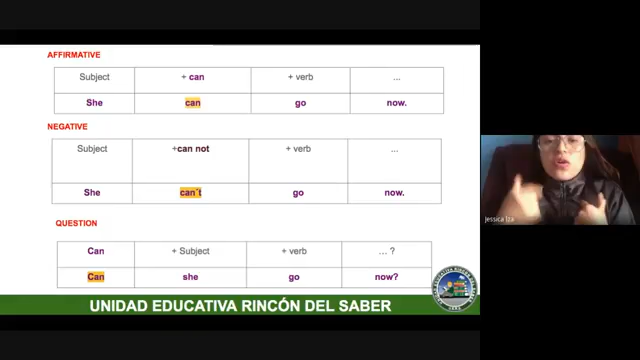 AFFIRMATIVE
Subject + can + verb ...
She can go now.
NEGATIVE
Subject +can not + verb ...
She can´t go now.
QUESTION
Can + Subject + verb ... ?
Can she go now?
UNIDAD EDUCATIVA RINCÓN DEL SABER
Jessica Iza